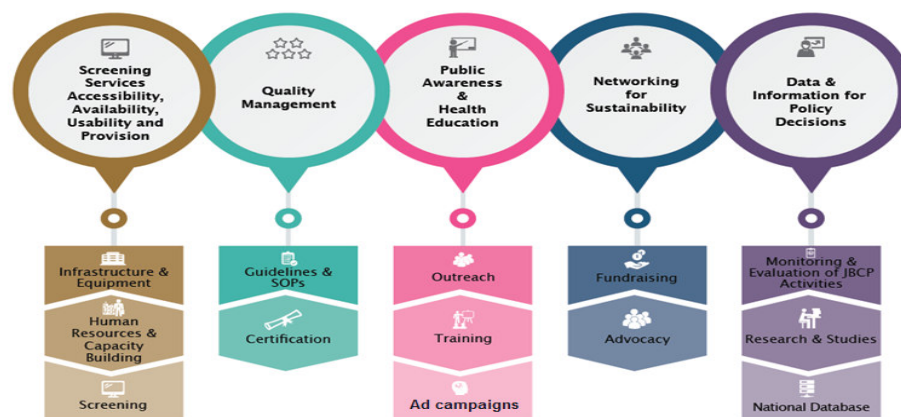 Screening
Services
Accessibility,
Availability,
Usability and
Provision
Quality
Management
Public
Awareness
&
Health
Education
Networking
for
Sustainability
Data &
Information for
Policy
Decisions
Infrastructure &
Equipment
Human
Resources &
Capacity
Building
Screening
Guidelines &
SOPs
Certification
Outreach
Training
Ad campaigns
Fundraising
Advocacy
Monitoring &
Evaluation of JBCP
Activities
Research & Studies
National Database